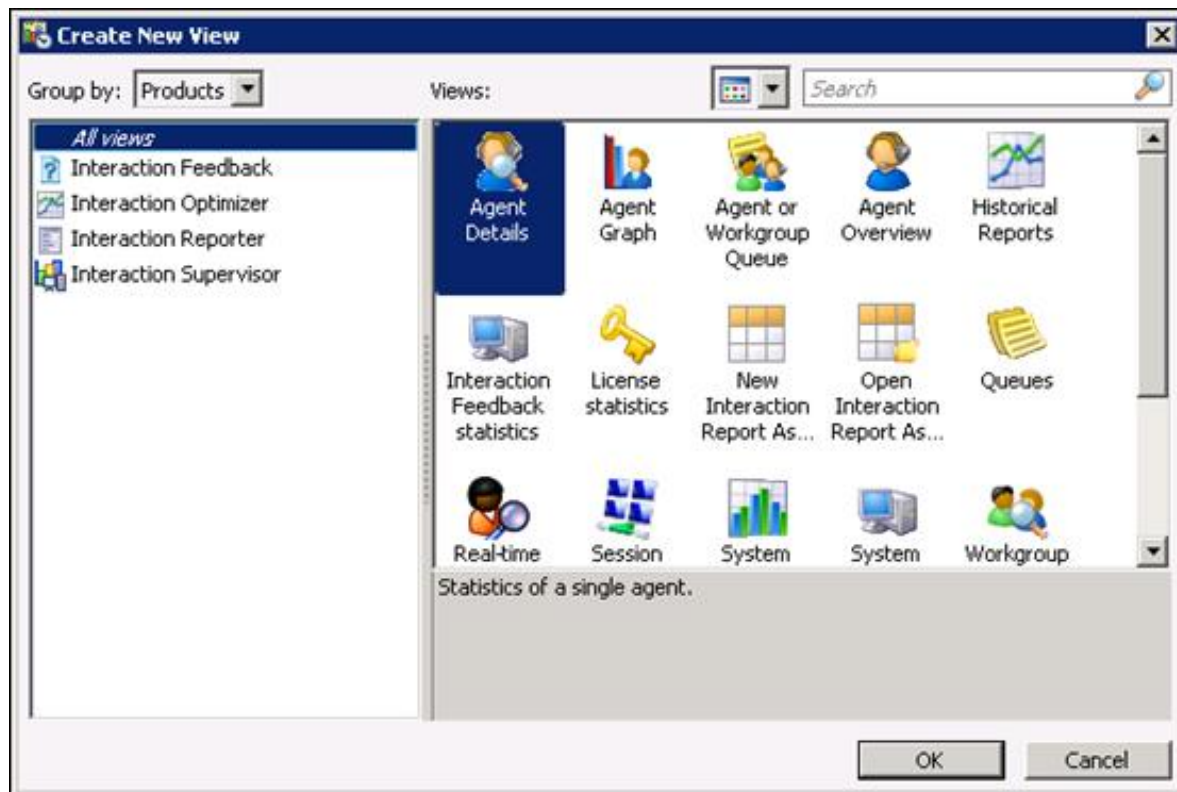 Create New View
Group by: Products
Views:
Search
All views
Interaction Feedback
Interaction Optimizer
Interaction Reporter
Interaction Supervisor
Agent
Details
Agent
Graph
Agent or
Workgroup
Queue
Agent
Overview
Historical
Reports
Interaction
Feedback
statistics
License
statistics
New
Interaction
Report As...
Open
Interaction
Report As...
Queues
Real-time
Session
System
System
Workgroup
Statistics of a single agent.
OK
Cancel